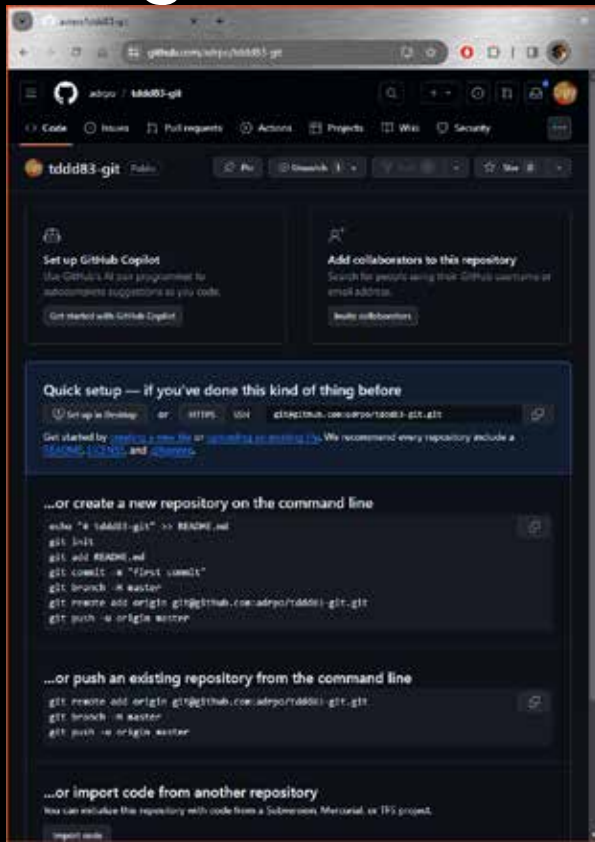 adrpo/tddd83-git
github.com/adrpo/tddd83-git
adrpo / tddd83-git
Code Issues Pull requests Actions Projects Wiki Security
tddd83-git Public
Pin Unwatch 1 Star 0
Set up GitHub Copilot
Use GitHub's AI pair programmer to
autocomplete suggestions as you code.
Get started with GitHub Copilot
Add collaborators to this repository
Search for people using their GitHub username or
email address.
Invite collaborators
Quick setup — if you've done this kind of thing before
Set up in Desktop or HTTPS SSH git@github.com:adrpo/tddd83-git.git
Get started by creating a new file or uploading an existing file. We recommend every repository include a
README, LICENSE, and .gitignore.
...or create a new repository on the command line
echo "# tddd83-git" >> README.md
git init
git add README.md
git commit -m "first commit"
git branch -M master
git remote add origin git@github.com:adrpo/tddd83-git.git
git push -u origin master
...or push an existing repository from the command line
git remote add origin git@github.com:adrpo/tddd83-git.git
git branch -M master
git push -u origin master
...or import code from another repository
You can initialize this repository with code from a Subversion, Mercurial, or TFS project.
Import code